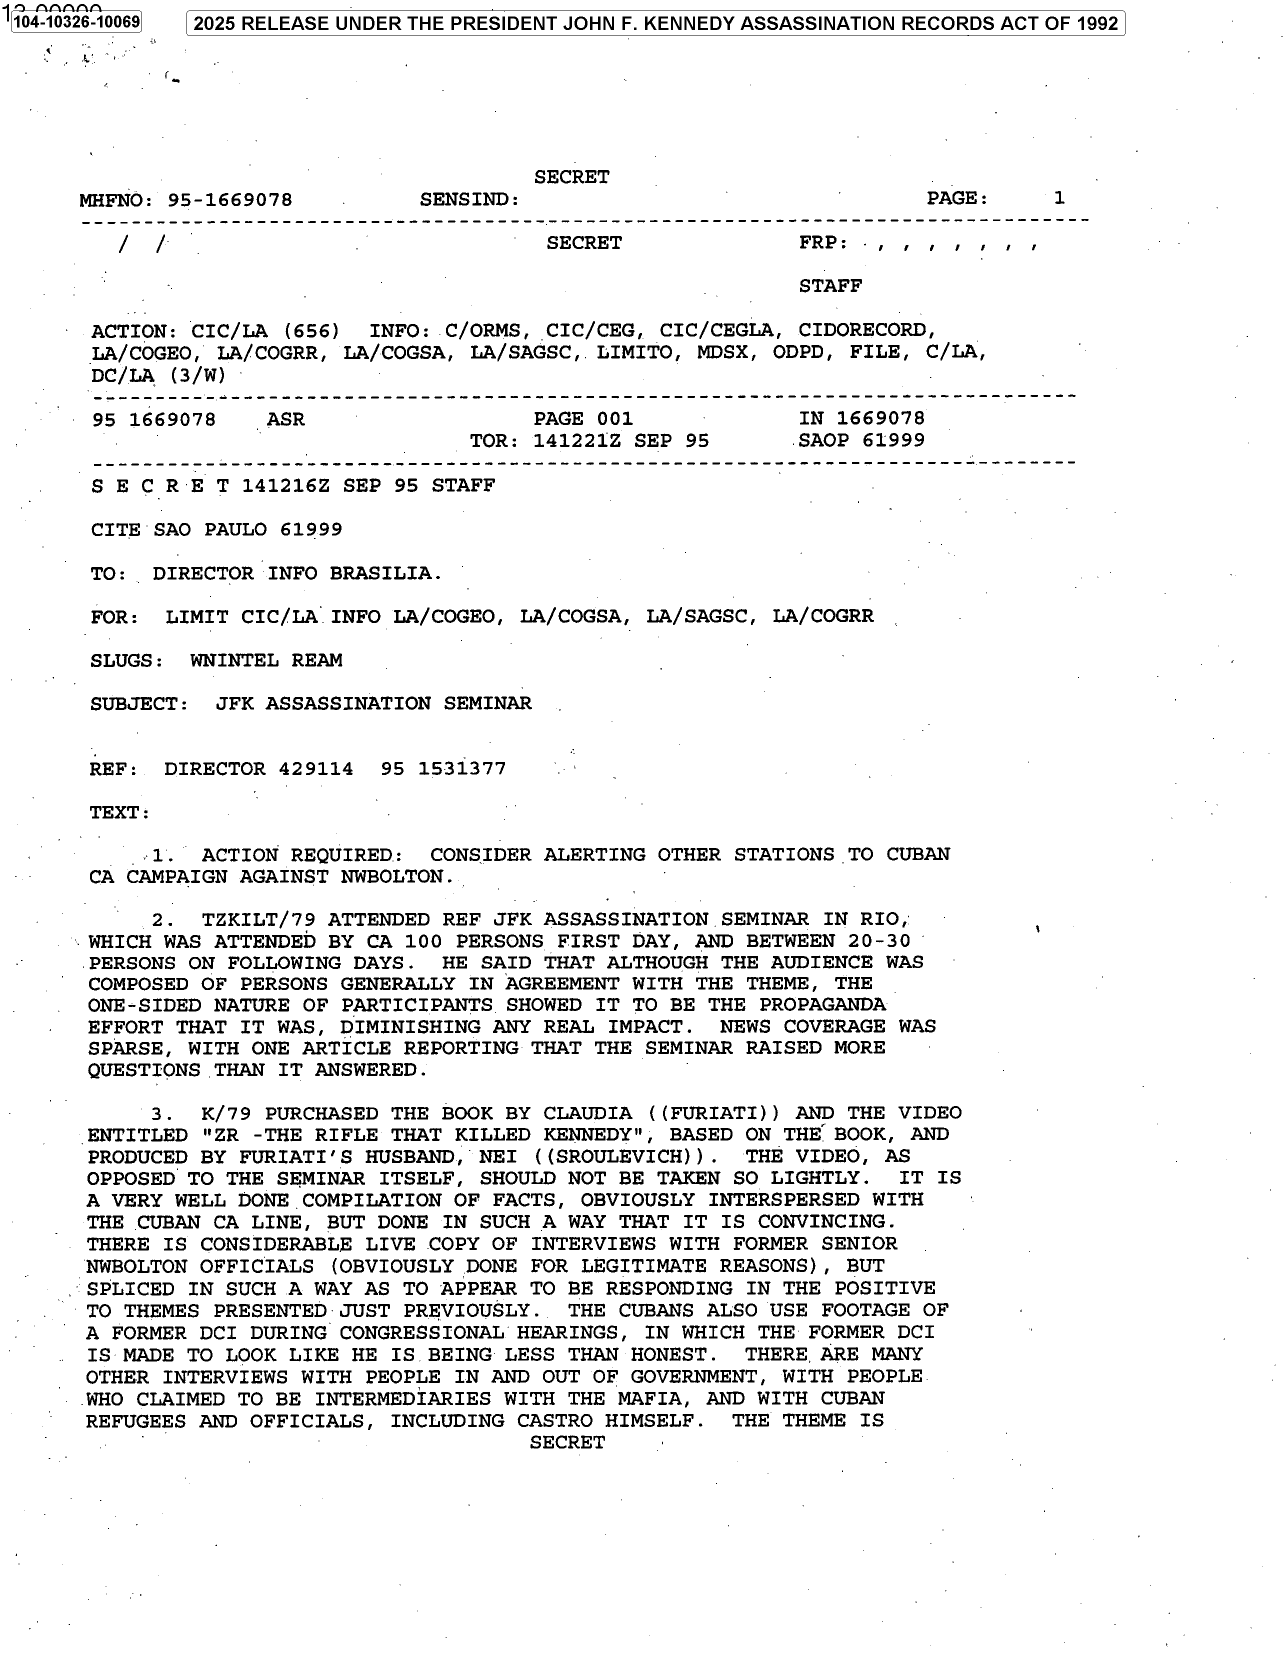 104-10326-10069
2025 RELEASE UNDER THE PRESIDENT JOHN F. KENNEDY ASSASSINATION RECORDS ACT OF 1992
SECRET
MHFNO: 95-1669078 SENSIND: PAGE: 1
--------------------------------------------------------------------------------
/ / SECRET FRP: , , , , , , ,
STAFF
ACTION: CIC/LA (656) INFO: C/ORMS, CIC/CEG, CIC/CEGLA, CIDORECORD,
LA/COGEO, LA/COGRR, LA/COGSA, LA/SAGSC, LIMITO, MDSX, ODPD, FILE, C/LA,
DC/LA (3/W)
------------------------------------------------------------------------------
95 1669078 ASR PAGE 001 IN 1669078
TOR: 141221Z SEP 95 SAOP 61999
------------------------------------------------------------------------------
S E C R E T 141216Z SEP 95 STAFF
CITE SAO PAULO 61999
TO: DIRECTOR INFO BRASILIA.
FOR: LIMIT CIC/LA INFO LA/COGEO, LA/COGSA, LA/SAGSC, LA/COGRR
SLUGS: WNINTEL REAM
SUBJECT: JFK ASSASSINATION SEMINAR
REF: DIRECTOR 429114 95 1531377
TEXT:
1. ACTION REQUIRED: CONSIDER ALERTING OTHER STATIONS TO CUBAN
CA CAMPAIGN AGAINST NWBOLTON.
2. TZKILT/79 ATTENDED REF JFK ASSASSINATION SEMINAR IN RIO,
WHICH WAS ATTENDED BY CA 100 PERSONS FIRST DAY, AND BETWEEN 20-30
PERSONS ON FOLLOWING DAYS. HE SAID THAT ALTHOUGH THE AUDIENCE WAS
COMPOSED OF PERSONS GENERALLY IN AGREEMENT WITH THE THEME, THE
ONE-SIDED NATURE OF PARTICIPANTS SHOWED IT TO BE THE PROPAGANDA
EFFORT THAT IT WAS, DIMINISHING ANY REAL IMPACT. NEWS COVERAGE WAS
SPARSE, WITH ONE ARTICLE REPORTING THAT THE SEMINAR RAISED MORE
QUESTIONS THAN IT ANSWERED.
3. K/79 PURCHASED THE BOOK BY CLAUDIA ((FURIATI)) AND THE VIDEO
ENTITLED "ZR -THE RIFLE THAT KILLED KENNEDY", BASED ON THE BOOK, AND
PRODUCED BY FURIATI'S HUSBAND, NEI ((SROULEVICH)). THE VIDEO, AS
OPPOSED TO THE SEMINAR ITSELF, SHOULD NOT BE TAKEN SO LIGHTLY. IT IS
A VERY WELL DONE COMPILATION OF FACTS, OBVIOUSLY INTERSPERSED WITH
THE CUBAN CA LINE, BUT DONE IN SUCH A WAY THAT IT IS CONVINCING.
THERE IS CONSIDERABLE LIVE COPY OF INTERVIEWS WITH FORMER SENIOR
NWBOLTON OFFICIALS (OBVIOUSLY DONE FOR LEGITIMATE REASONS), BUT
SPLICED IN SUCH A WAY AS TO APPEAR TO BE RESPONDING IN THE POSITIVE
TO THEMES PRESENTED JUST PREVIOUSLY. THE CUBANS ALSO USE FOOTAGE OF
A FORMER DCI DURING CONGRESSIONAL HEARINGS, IN WHICH THE FORMER DCI
IS MADE TO LOOK LIKE HE IS BEING LESS THAN HONEST. THERE ARE MANY
OTHER INTERVIEWS WITH PEOPLE IN AND OUT OF GOVERNMENT, WITH PEOPLE
WHO CLAIMED TO BE INTERMEDIARIES WITH THE MAFIA, AND WITH CUBAN
REFUGEES AND OFFICIALS, INCLUDING CASTRO HIMSELF. THE THEME IS
SECRET